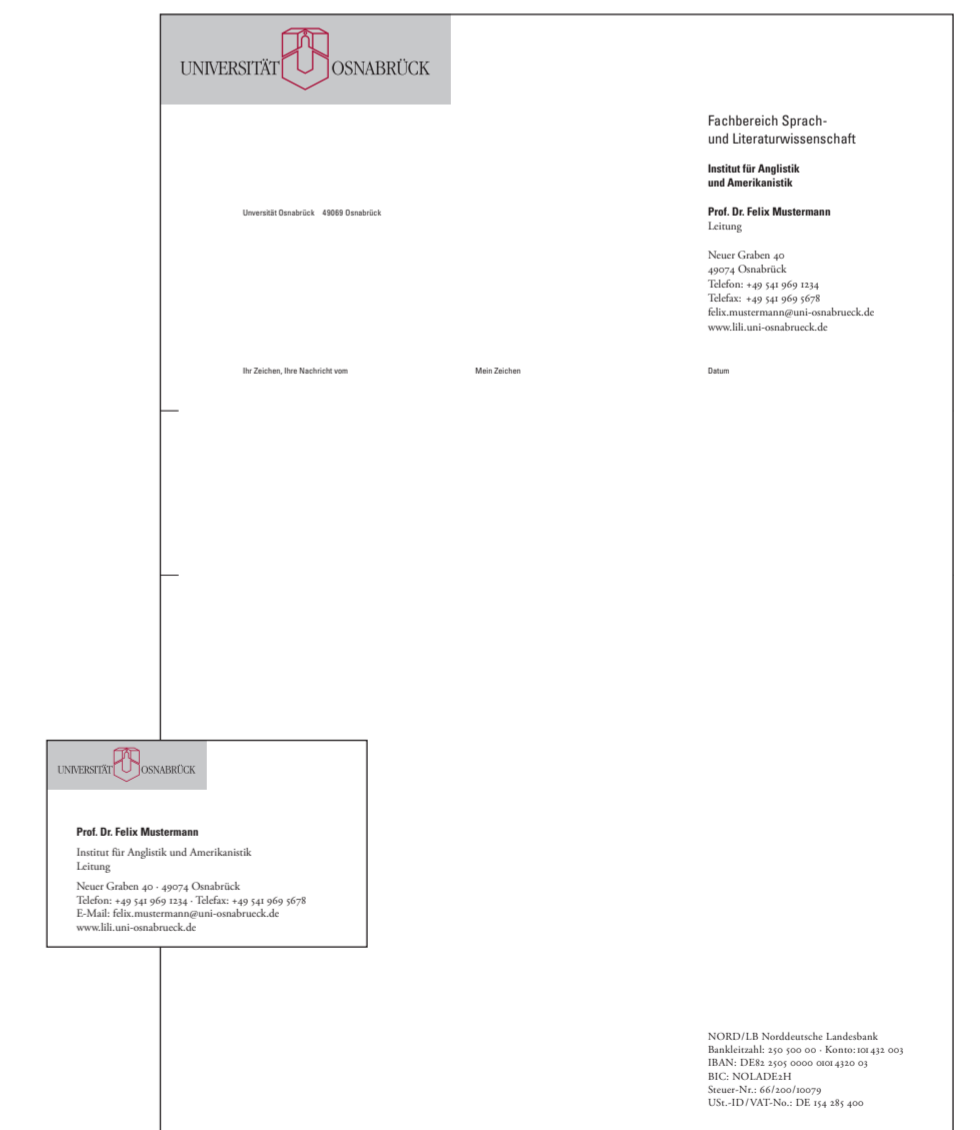 UNIVERSITÄT OSNABRÜCK
Fachbereich Sprach-
und Literaturwissenschaft
Institut für Anglistik
und Amerikanistik
Unversität Osnabrück 49069 Osnabrück
Prof. Dr. Felix Mustermann
Leitung
Neuer Graben 40
49074 Osnabrück
Telefon: +49 541 969 1234
Telefax: +49 541 969 5678
felix.mustermann@uni-osnabrueck.de
www.lili.uni-osnabrueck.de
Ihr Zeichen, Ihre Nachricht vom Mein Zeichen Datum
UNIVERSITÄT OSNABRÜCK
Prof. Dr. Felix Mustermann
Institut für Anglistik und Amerikanistik
Leitung
Neuer Graben 40 · 49074 Osnabrück
Telefon: +49 541 969 1234 · Telefax: +49 541 969 5678
E-Mail: felix.mustermann@uni-osnabrueck.de
www.lili.uni-osnabrueck.de
NORD/LB Norddeutsche Landesbank
Bankleitzahl: 250 500 00 · Konto: 101 432 003
IBAN: DE82 2505 0000 0101 4320 03
BIC: NOLADE2H
Steuer-Nr.: 66/200/10079
USt.-ID/VAT-No.: DE 154 285 400